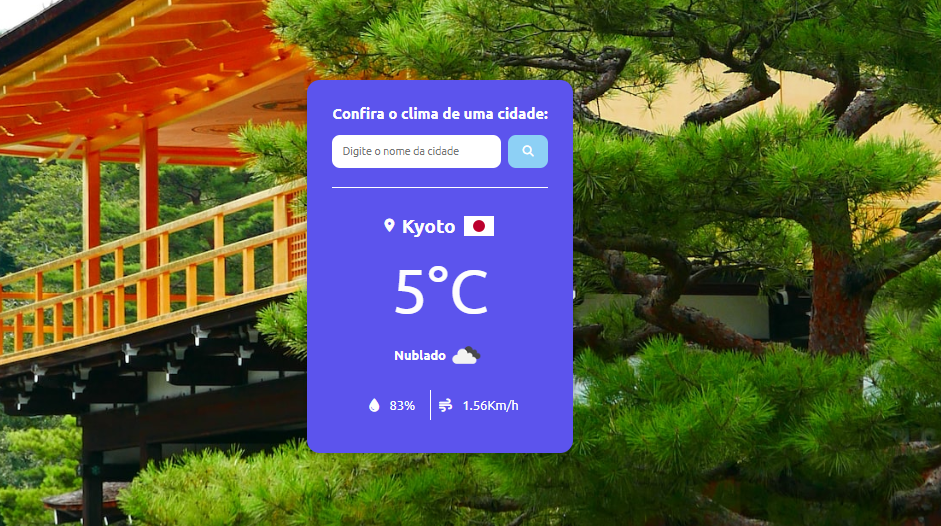 Confira o clima de uma cidade:
Digite o nome da cidade
Kyoto
5°C
Nublado
83% 1.56Km/h